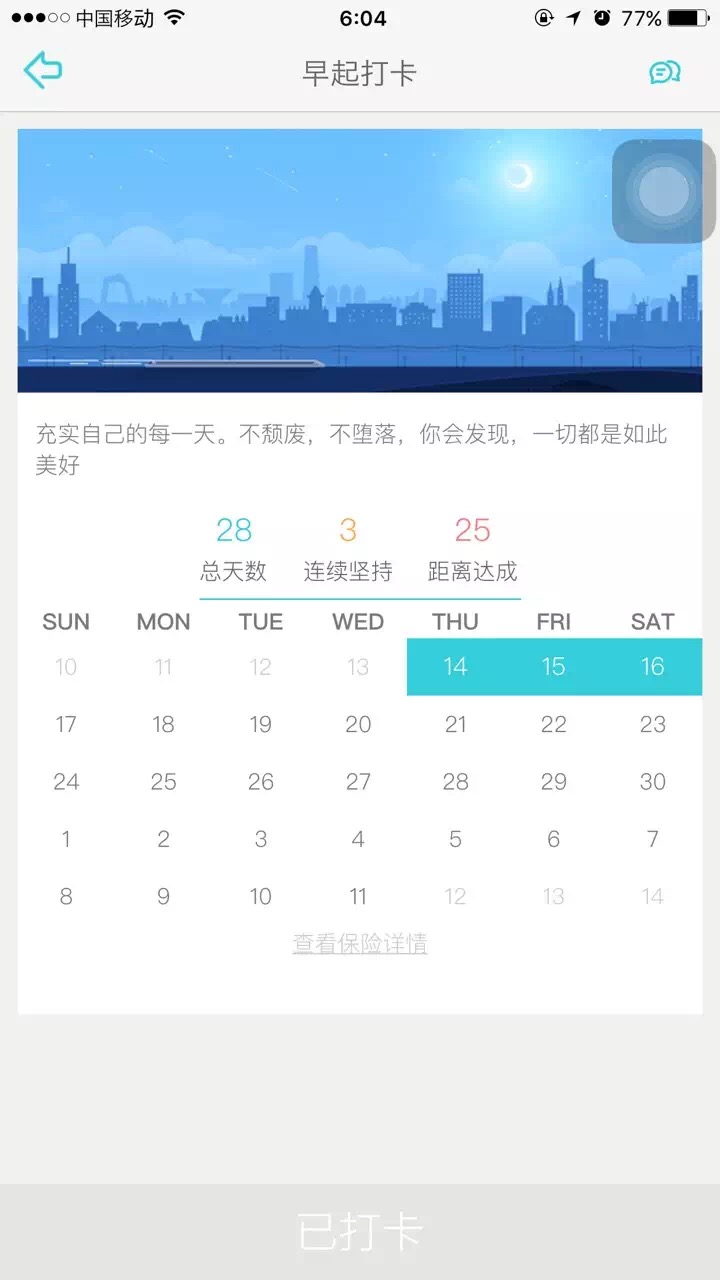 中国移动 6:04 77%
早起打卡
充实自己的每一天。不颓废，不堕落，你会发现，一切都是如此
美好
28 3 25
总天数 连续坚持 距离达成
SUN MON TUE WED THU FRI SAT
10 11 12 13 14 15 16
17 18 19 20 21 22 23
24 25 26 27 28 29 30
1 2 3 4 5 6 7
8 9 10 11 12 13 14
查看保险详情
已打卡